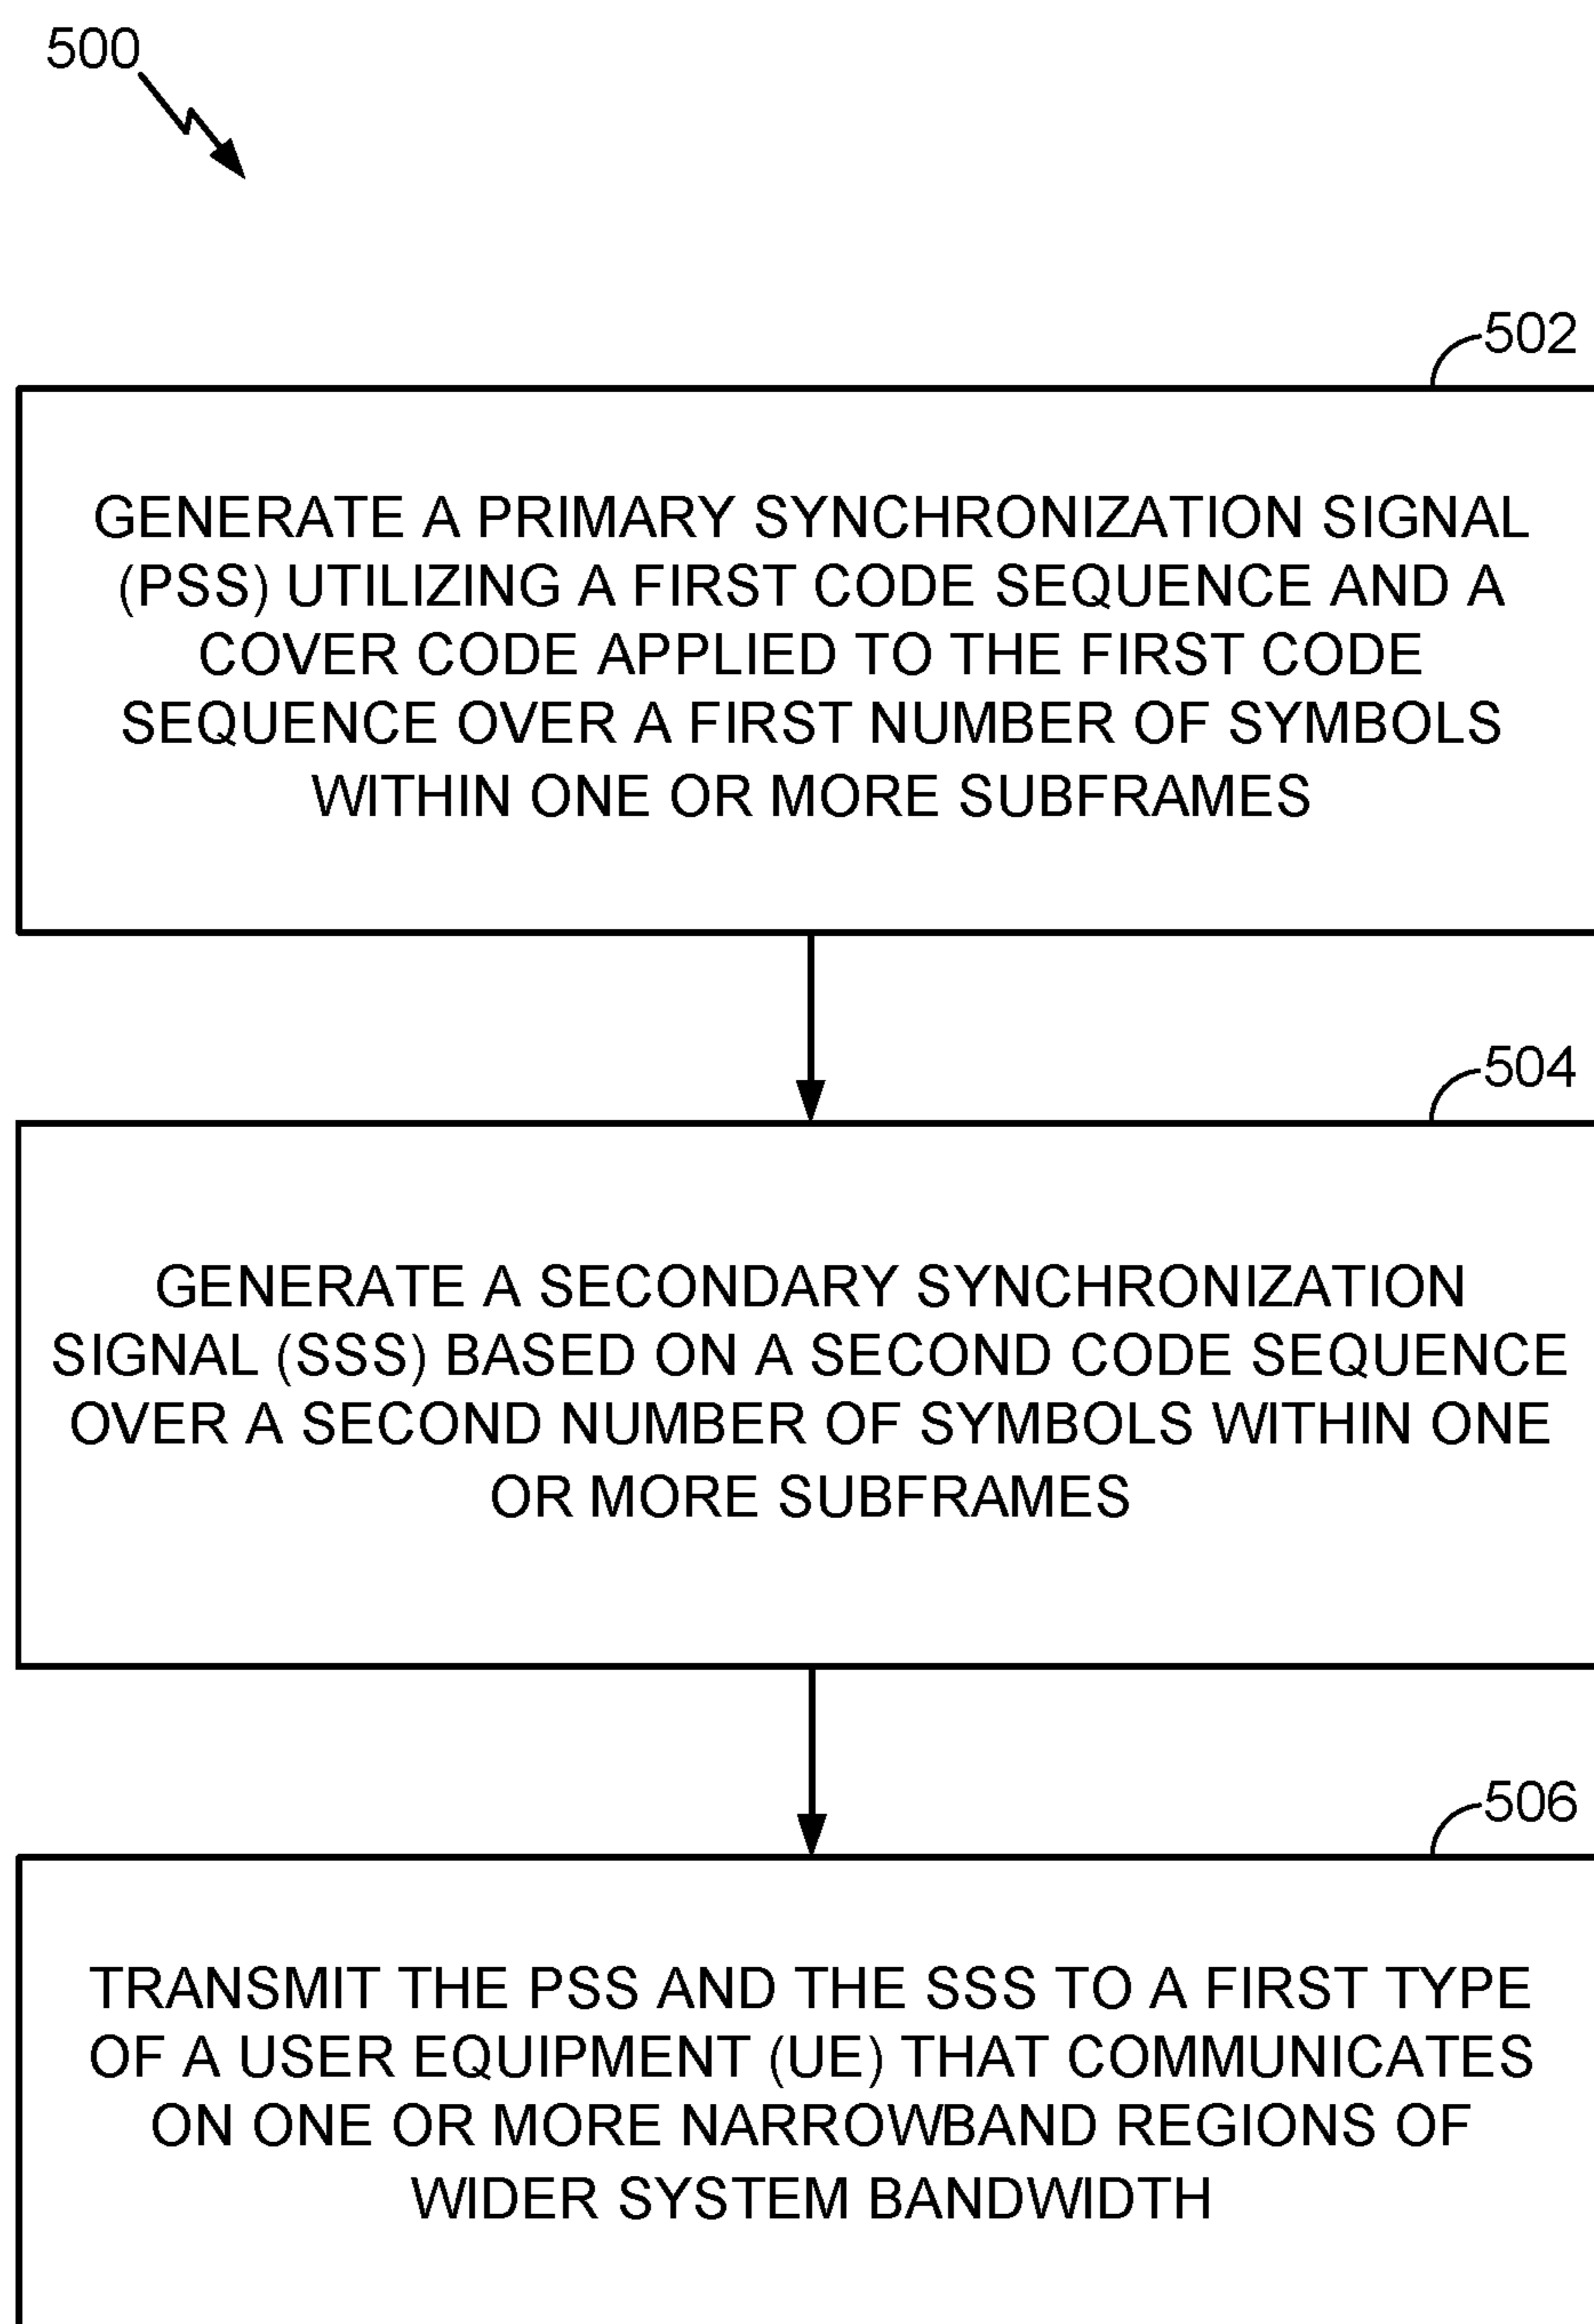 500
502
GENERATE A PRIMARY SYNCHRONIZATION SIGNAL
(PSS) UTILIZING A FIRST CODE SEQUENCE AND A
COVER CODE APPLIED TO THE FIRST CODE
SEQUENCE OVER A FIRST NUMBER OF SYMBOLS
WITHIN ONE OR MORE SUBFRAMES
504
GENERATE A SECONDARY SYNCHRONIZATION
SIGNAL (SSS) BASED ON A SECOND CODE SEQUENCE
OVER A SECOND NUMBER OF SYMBOLS WITHIN ONE
OR MORE SUBFRAMES
506
TRANSMIT THE PSS AND THE SSS TO A FIRST TYPE
OF A USER EQUIPMENT (UE) THAT COMMUNICATES
ON ONE OR MORE NARROWBAND REGIONS OF
WIDER SYSTEM BANDWIDTH